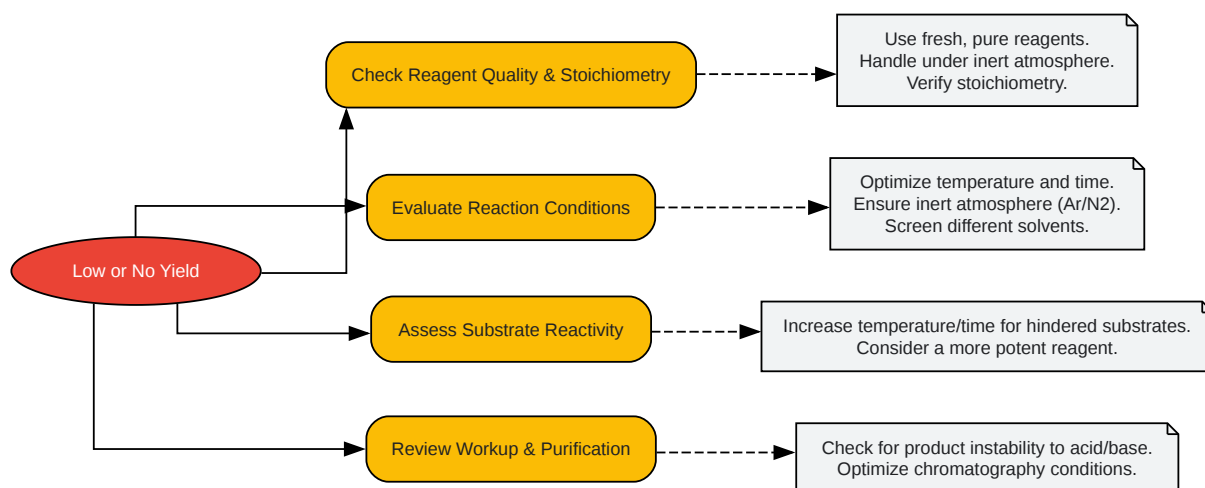 Low or No Yield
Check Reagent Quality & Stoichiometry
Use fresh, pure reagents.
Handle under inert atmosphere.
Verify stoichiometry.
Evaluate Reaction Conditions
Optimize temperature and time.
Ensure inert atmosphere (Ar/N2).
Screen different solvents.
Assess Substrate Reactivity
Increase temperature/time for hindered substrates.
Consider a more potent reagent.
Review Workup & Purification
Check for product instability to acid/base.
Optimize chromatography conditions.